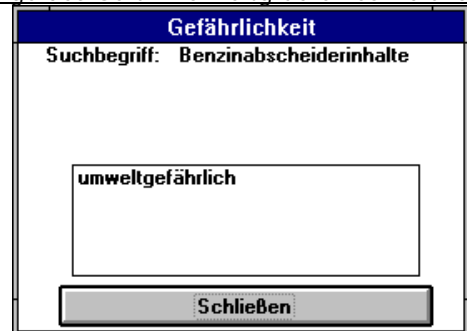 Gefährlichkeit
Suchbegriff: Benzinabscheiderinhalte
umweltgefährlich
Schließen